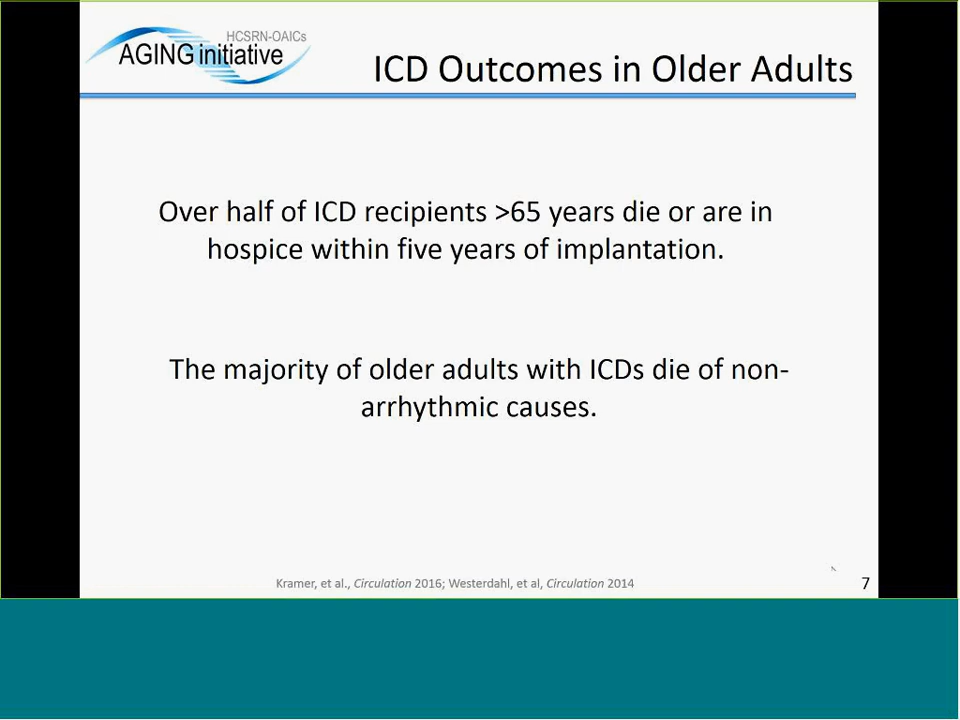 HCSRN-OAICs
AGING initiative
ICD Outcomes in Older Adults
Over half of ICD recipients >65 years die or are in
hospice within five years of implantation.
The majority of older adults with ICDs die of non-
arrhythmic causes.
Kramer, et al., Circulation 2016; Westerdahl, et al, Circulation 2014
7